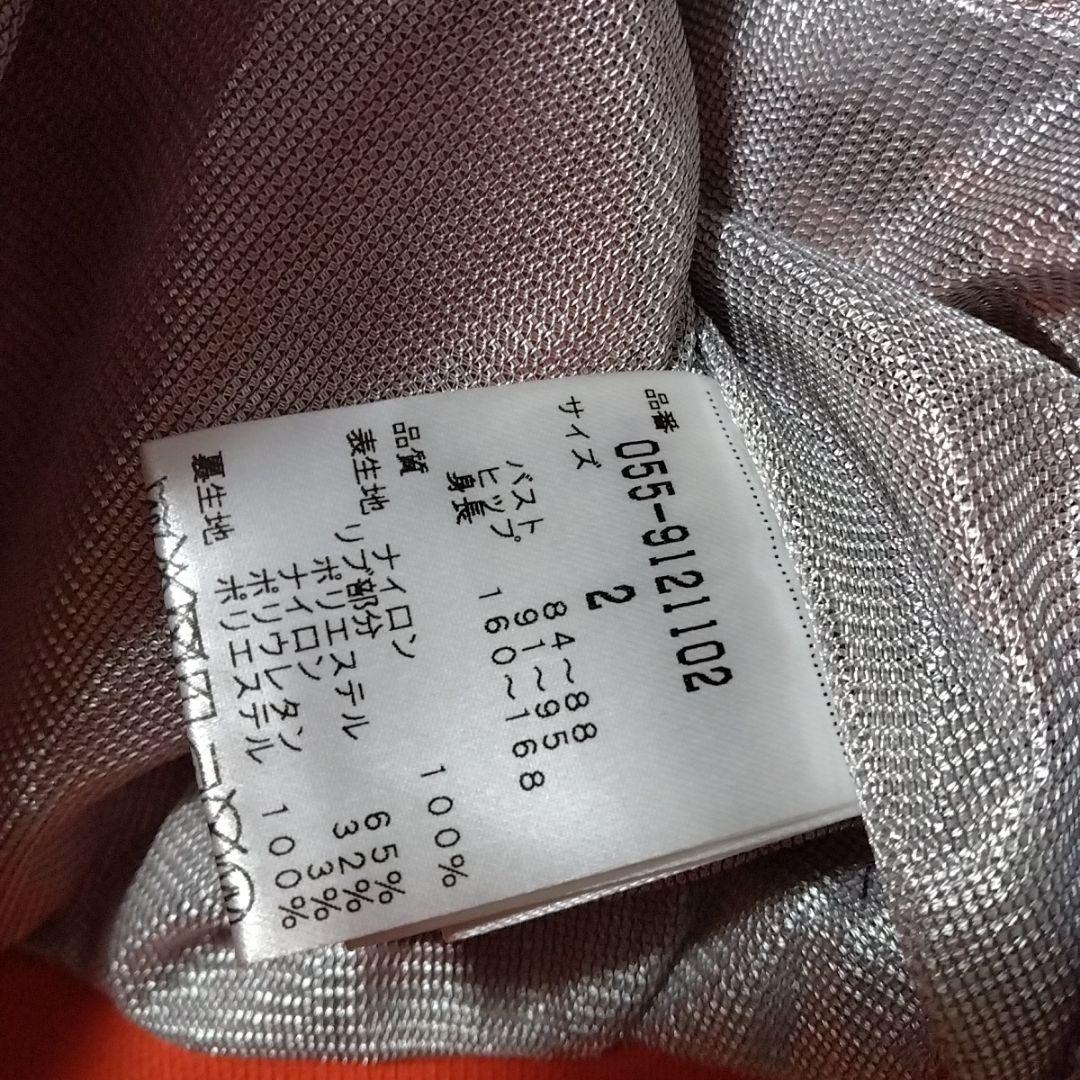 品番 055-9121102
サイズ 2
バスト 84～88
ヒップ 91～95
身長 160～168
品質
表生地 ナイロン 100%
リブ部分
ポリエステル 65%
ナイロン 32%
ポリウレタン 3%
裏生地 ポリエステル 100%